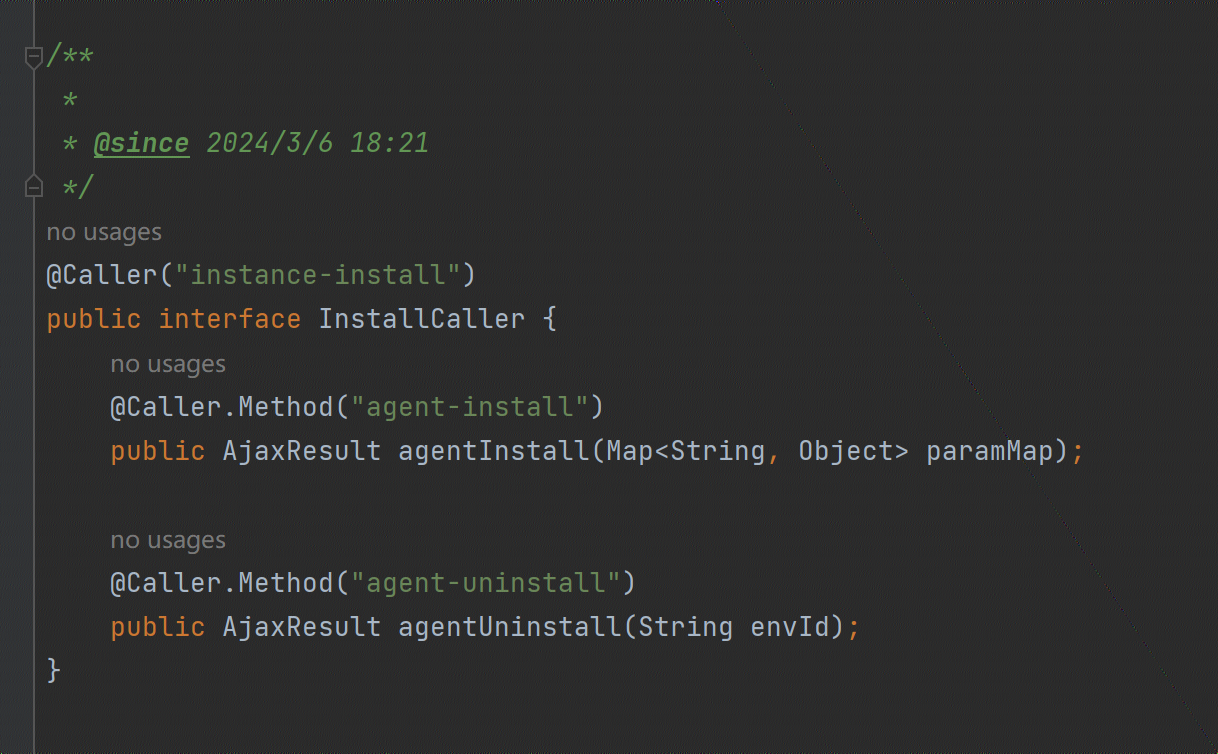 /**
 *
 * @since 2024/3/6 18:21
 */
no usages
@Caller("instance-install")
public interface InstallCaller {
    no usages
    @Caller.Method("agent-install")
    public AjaxResult agentInstall(Map<String, Object> paramMap);

    no usages
    @Caller.Method("agent-uninstall")
    public AjaxResult agentUninstall(String envId);
}